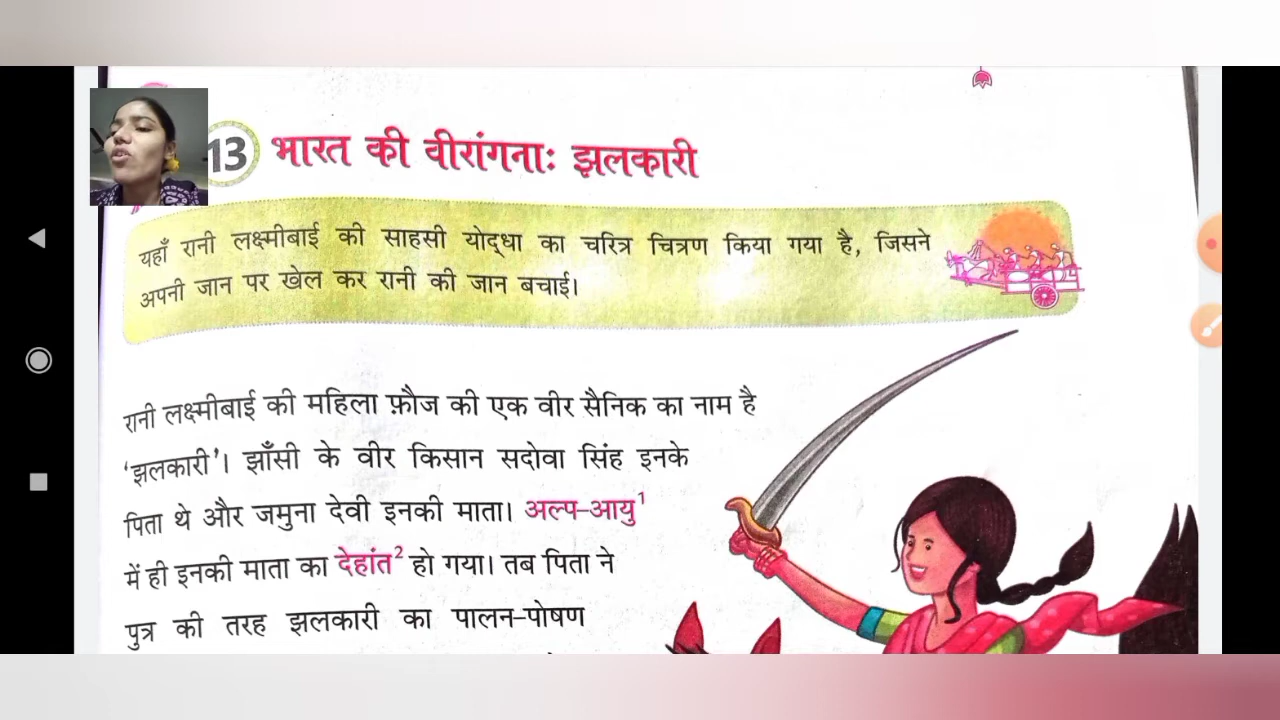 13 भारत की वीरांगनाः झलकारी
यहाँ रानी लक्ष्मीबाई की साहसी योद्धा का चरित्र चित्रण किया गया है, जिसने
अपनी जान पर खेल कर रानी की जान बचाई।
रानी लक्ष्मीबाई की महिला फ़ौज की एक वीर सैनिक का नाम है
‘झलकारी’। झाँसी के वीर किसान सदोवा सिंह इनके
पिता थे और जमुना देवी इनकी माता। अल्प-आयु¹
में ही इनकी माता का देहांत² हो गया। तब पिता ने
पुत्र की तरह झलकारी का पालन-पोषण